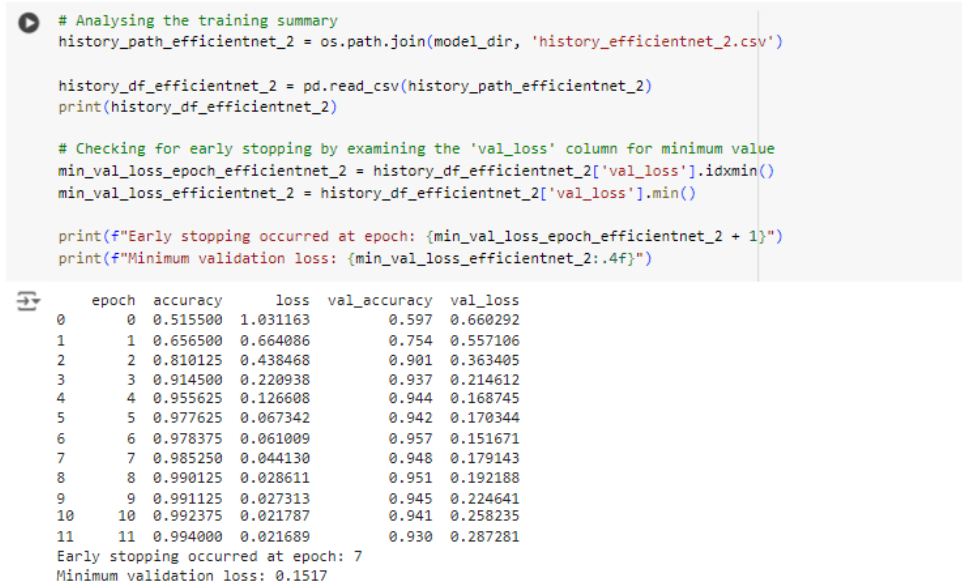 # Analysing the training summary
history_path_efficientnet_2 = os.path.join(model_dir, 'history_efficientnet_2.csv')
history_df_efficientnet_2 = pd.read_csv(history_path_efficientnet_2)
print(history_df_efficientnet_2)
# Checking for early stopping by examining the 'val_loss' column for minimum value
min_val_loss_epoch_efficientnet_2 = history_df_efficientnet_2['val_loss'].idxmin()
min_val_loss_efficientnet_2 = history_df_efficientnet_2['val_loss'].min()
print(f"Early stopping occurred at epoch: {min_val_loss_epoch_efficientnet_2 + 1}")
print(f"Minimum validation loss: {min_val_loss_efficientnet_2:.4f}")
epoch accuracy loss val_accuracy val_loss
0 0 0.515500 1.031163 0.597 0.660292
1 1 0.656500 0.664086 0.754 0.557106
2 2 0.810125 0.438468 0.901 0.363405
3 3 0.914500 0.220938 0.937 0.214612
4 4 0.955625 0.126608 0.944 0.168745
5 5 0.977625 0.067342 0.942 0.170344
6 6 0.978375 0.061009 0.957 0.151671
7 7 0.985250 0.044130 0.948 0.179143
8 8 0.990125 0.028611 0.951 0.192188
9 9 0.991125 0.027313 0.945 0.224641
10 10 0.992375 0.021787 0.941 0.258235
11 11 0.994000 0.021689 0.930 0.287281
Early stopping occurred at epoch: 7
Minimum validation loss: 0.1517